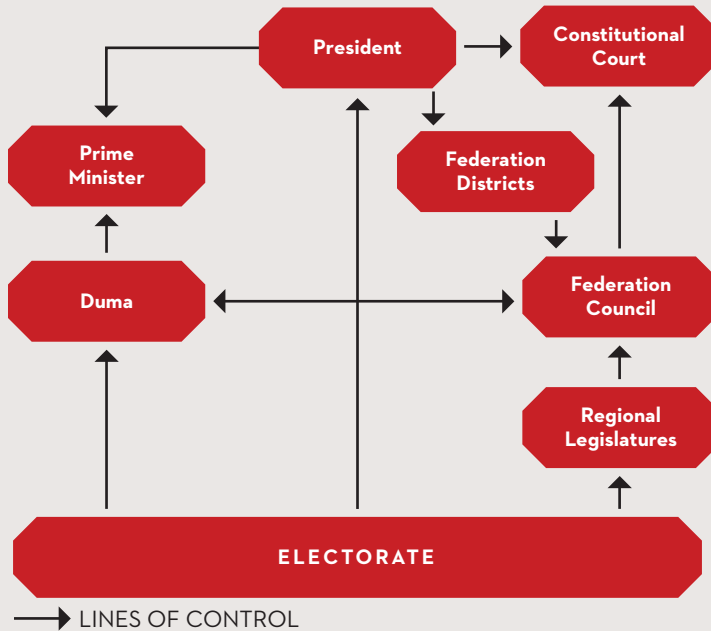 President
Constitutional
Court
Prime
Minister
Federation
Districts
Duma
Federation
Council
Regional
Legislatures
ELECTORATE
LINES OF CONTROL